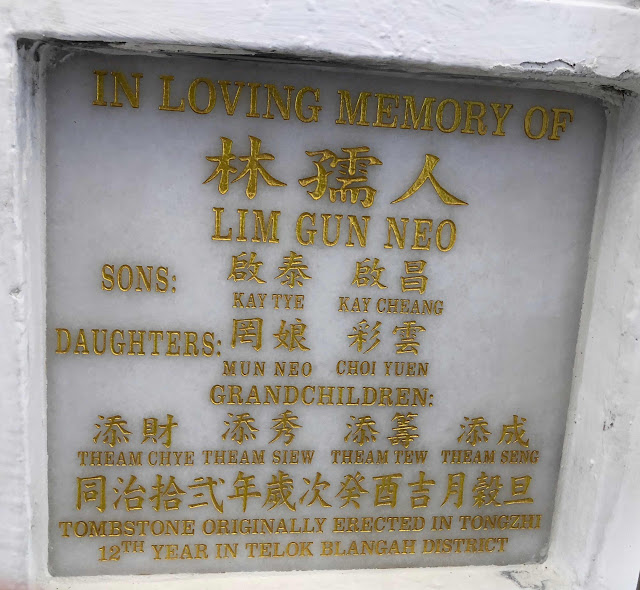 IN LOVING MEMORY OF
林孺人
LIM GUN NEO
SONS: 啟泰 啟昌
KAY TYE KAY CHEANG
DAUGHTERS: 罔娘 彩雲
MUN NEO CHOI YUEN
GRANDCHILDREN:
添財 添秀 添籌 添成
THEAM CHYE THEAM SIEW THEAM TEW THEAM SENG
同治拾弍年歲次癸酉吉月穀旦
TOMBSTONE ORIGINALLY ERECTED IN TONGZHI
12TH YEAR IN TELOK BLANGAH DISTRICT